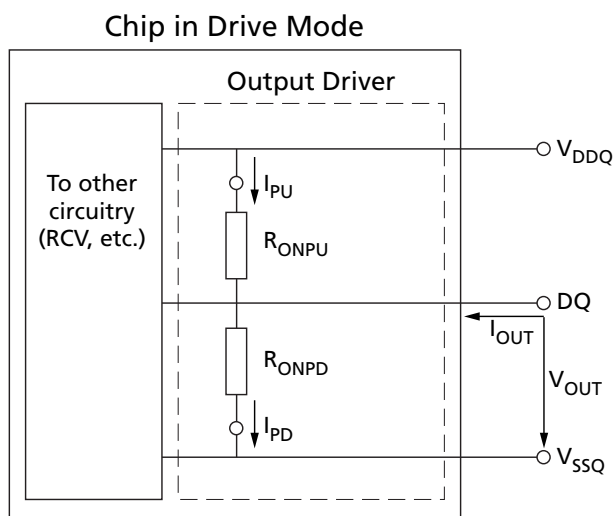 Chip in Drive Mode
Output Driver
To other
circuitry
(RCV, etc.)
VDDQ
IPU
RONPU
DQ
IOUT
RONPD
VOUT
IPD
VSSQ